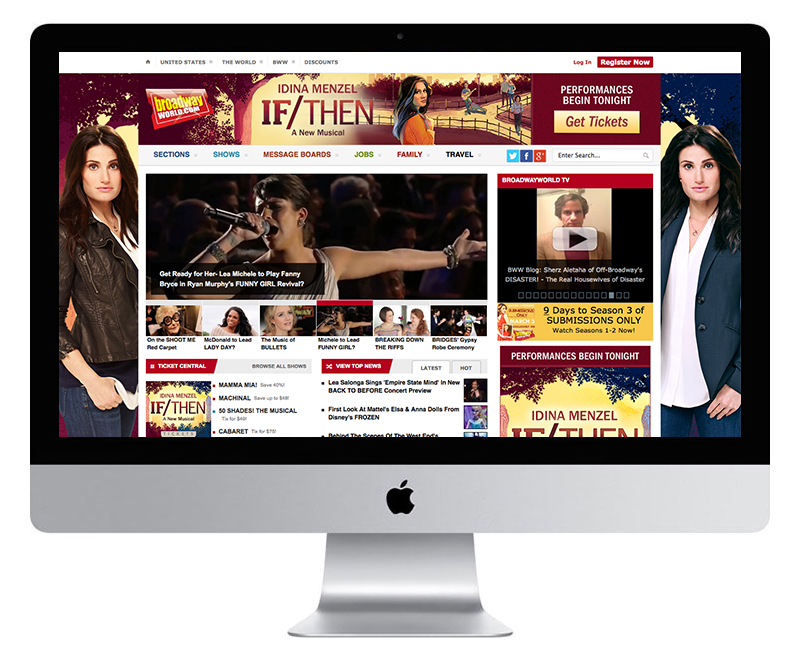 UNITED STATES THE WORLD BWW DISCOUNTS
Log In Register Now
broadway
WORLD.COM
IDINA MENZEL
IF/THEN
A New Musical
PERFORMANCES
BEGIN TONIGHT
Get Tickets
SECTIONS SHOWS MESSAGE BOARDS JOBS FAMILY TRAVEL
Enter Search...
Get Ready for Her- Lea Michele to Play Fanny
Bryce in Ryan Murphy's FUNNY GIRL Revival?
On the SHOOT ME
Red Carpet
McDonald to Lead
LADY DAY?
The Music of
BULLETS
Michele to Lead
FUNNY GIRL?
BREAKING DOWN
THE RIFFS
BRIDGES' Gypsy
Robe Ceremony
TICKET CENTRAL BROWSE ALL SHOWS
IDINA MENZEL
IF/THEN
A New Musical
TICKETS
MAMMA MIA! Save 40%!
MACHINAL Save up to $48!
50 SHADES! THE MUSICAL
Tix for $49!
CABARET Tix for $75!
VIEW TOP NEWS LATEST HOT
Lea Salonga Sings 'Empire State Mind' In New
BACK TO BEFORE Concert Preview
First Look At Mattel's Elsa & Anna Dolls From
Disney's FROZEN
Behind The Scenes Of The West End's
BROADWAYWORLD TV
BWW Blog: Sherz Aletaha of Off-Broadway's
DISASTER! - The Real Housewives of Disaster
SUBMISSIONS
ONLY
MARCH
9 Days to Season 3 of
SUBMISSIONS ONLY
Watch Seasons 1-2 Now!
PERFORMANCES BEGIN TONIGHT
IDINA MENZEL
IF/THEN